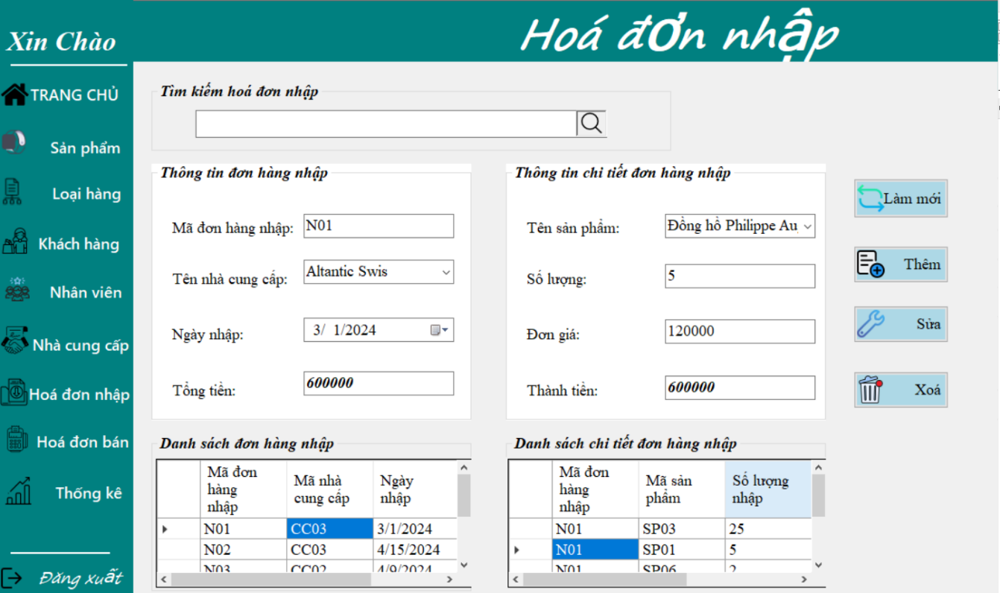 Xin Chào
Hoá đơn nhập
TRANG CHỦ
Sản phẩm
Loại hàng
Khách hàng
Nhân viên
Nhà cung cấp
Hoá đơn nhập
Hoá đơn bán
Thống kê
Đăng xuất
Tìm kiếm hoá đơn nhập
Thông tin đơn hàng nhập
Mã đơn hàng nhập: N01
Tên nhà cung cấp: Altantic Swis
Ngày nhập: 3/ 1/2024
Tổng tiền: 600000
Thông tin chi tiết đơn hàng nhập
Tên sản phẩm: Đồng hồ Philippe Au
Số lượng: 5
Đơn giá: 120000
Thành tiền: 600000
Làm mới
Thêm
Sửa
Xoá
Danh sách đơn hàng nhập
Mã đơn hàng nhập Mã nhà cung cấp Ngày nhập
N01 CC03 3/1/2024
N02 CC03 4/15/2024
N03 CC02 4/9/2024
Danh sách chi tiết đơn hàng nhập
Mã đơn hàng nhập Mã sản phẩm Số lượng nhập
N01 SP03 25
N01 SP01 5
N01 SP06 2